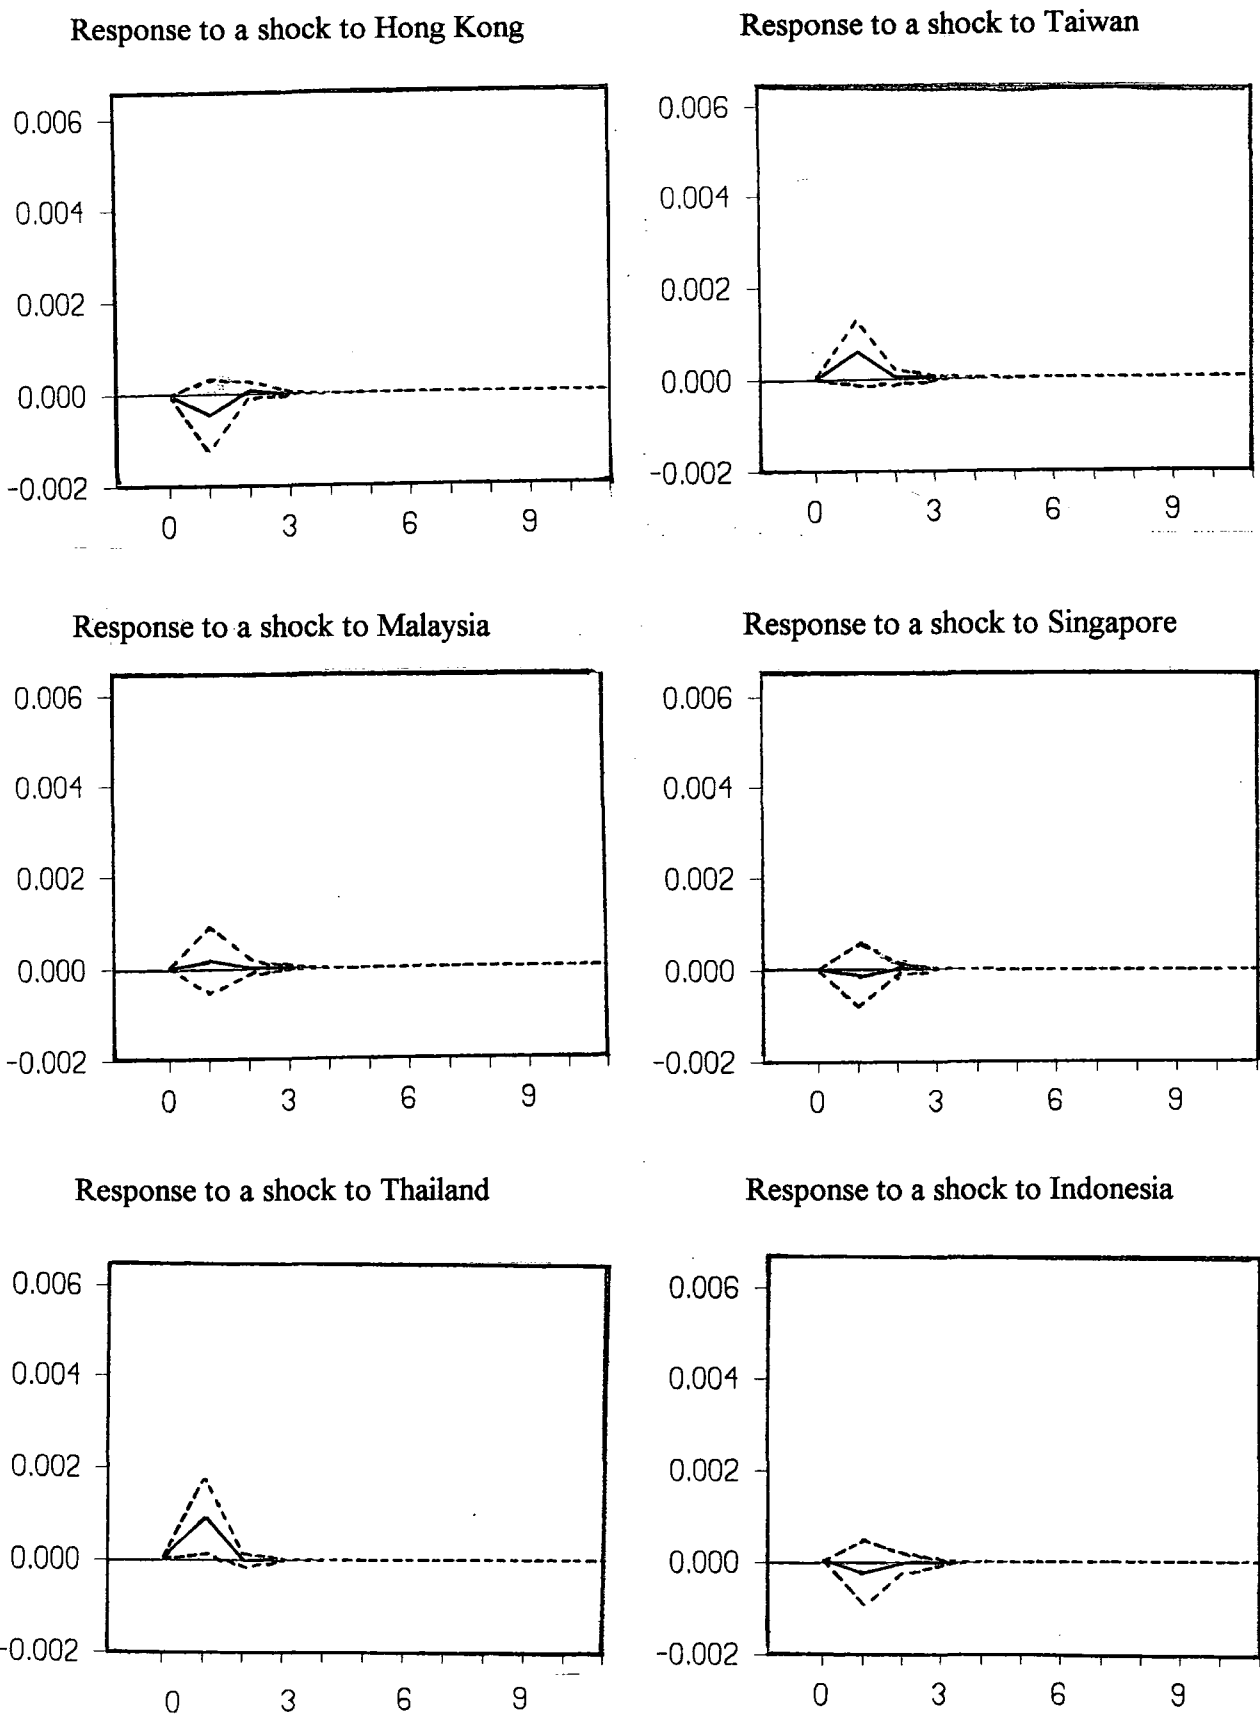 Response to a shock to Hong Kong
0.006
0.004
0.002
0.000
-0.002
0 3 6 9
Response to a shock to Taiwan
0.006
0.004
0.002
0.000
-0.002
0 3 6 9
Response to a shock to Malaysia
0.006
0.004
0.002
0.000
-0.002
0 3 6 9
Response to a shock to Singapore
0.006
0.004
0.002
0.000
-0.002
0 3 6 9
Response to a shock to Thailand
0.006
0.004
0.002
0.000
-0.002
0 3 6 9
Response to a shock to Indonesia
0.006
0.004
0.002
0.000
-0.002
0 3 6 9